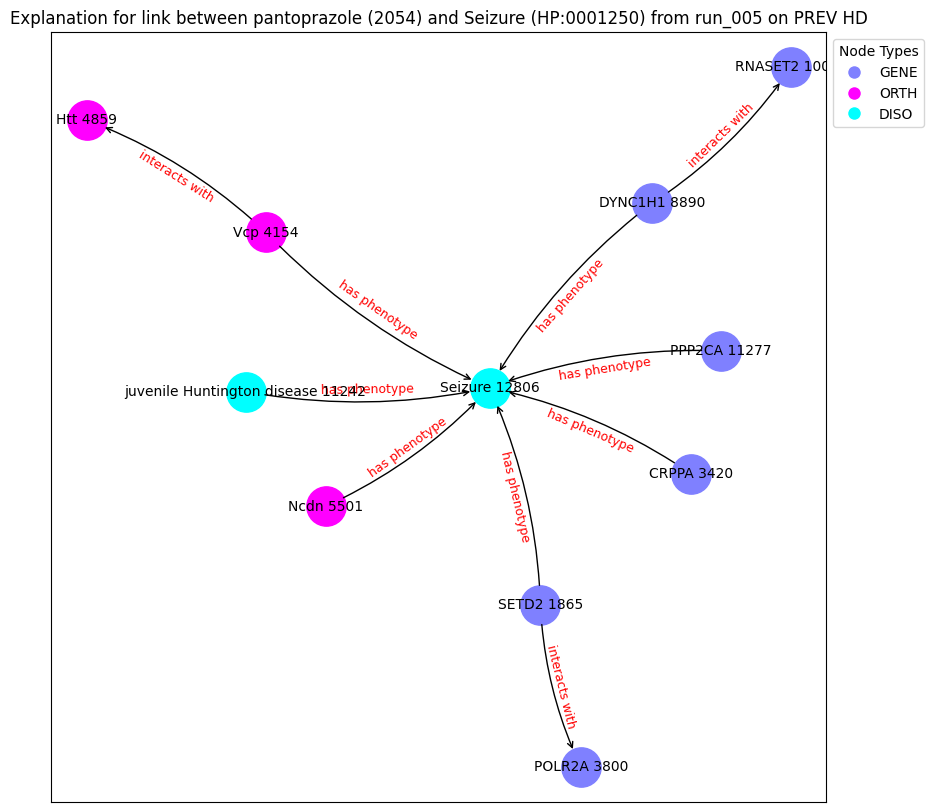 Explanation for link between pantoprazole (2054) and Seizure (HP:0001250) from run_005 on PREV HD
Node Types
GENE
ORTH
DISO
RNASET2 100
interacts with
Htt 4859
interacts with
DYNC1H1 8890
Vcp 4154
has phenotype
has phenotype
PPP2CA 11277
has phenotype
Seizure 12806
juvenile Huntington disease 11242
has phenotype
has phenotype
CRPPA 3420
has phenotype
Ncdn 5501
has phenotype
SETD2 1865
interacts with
POLR2A 3800